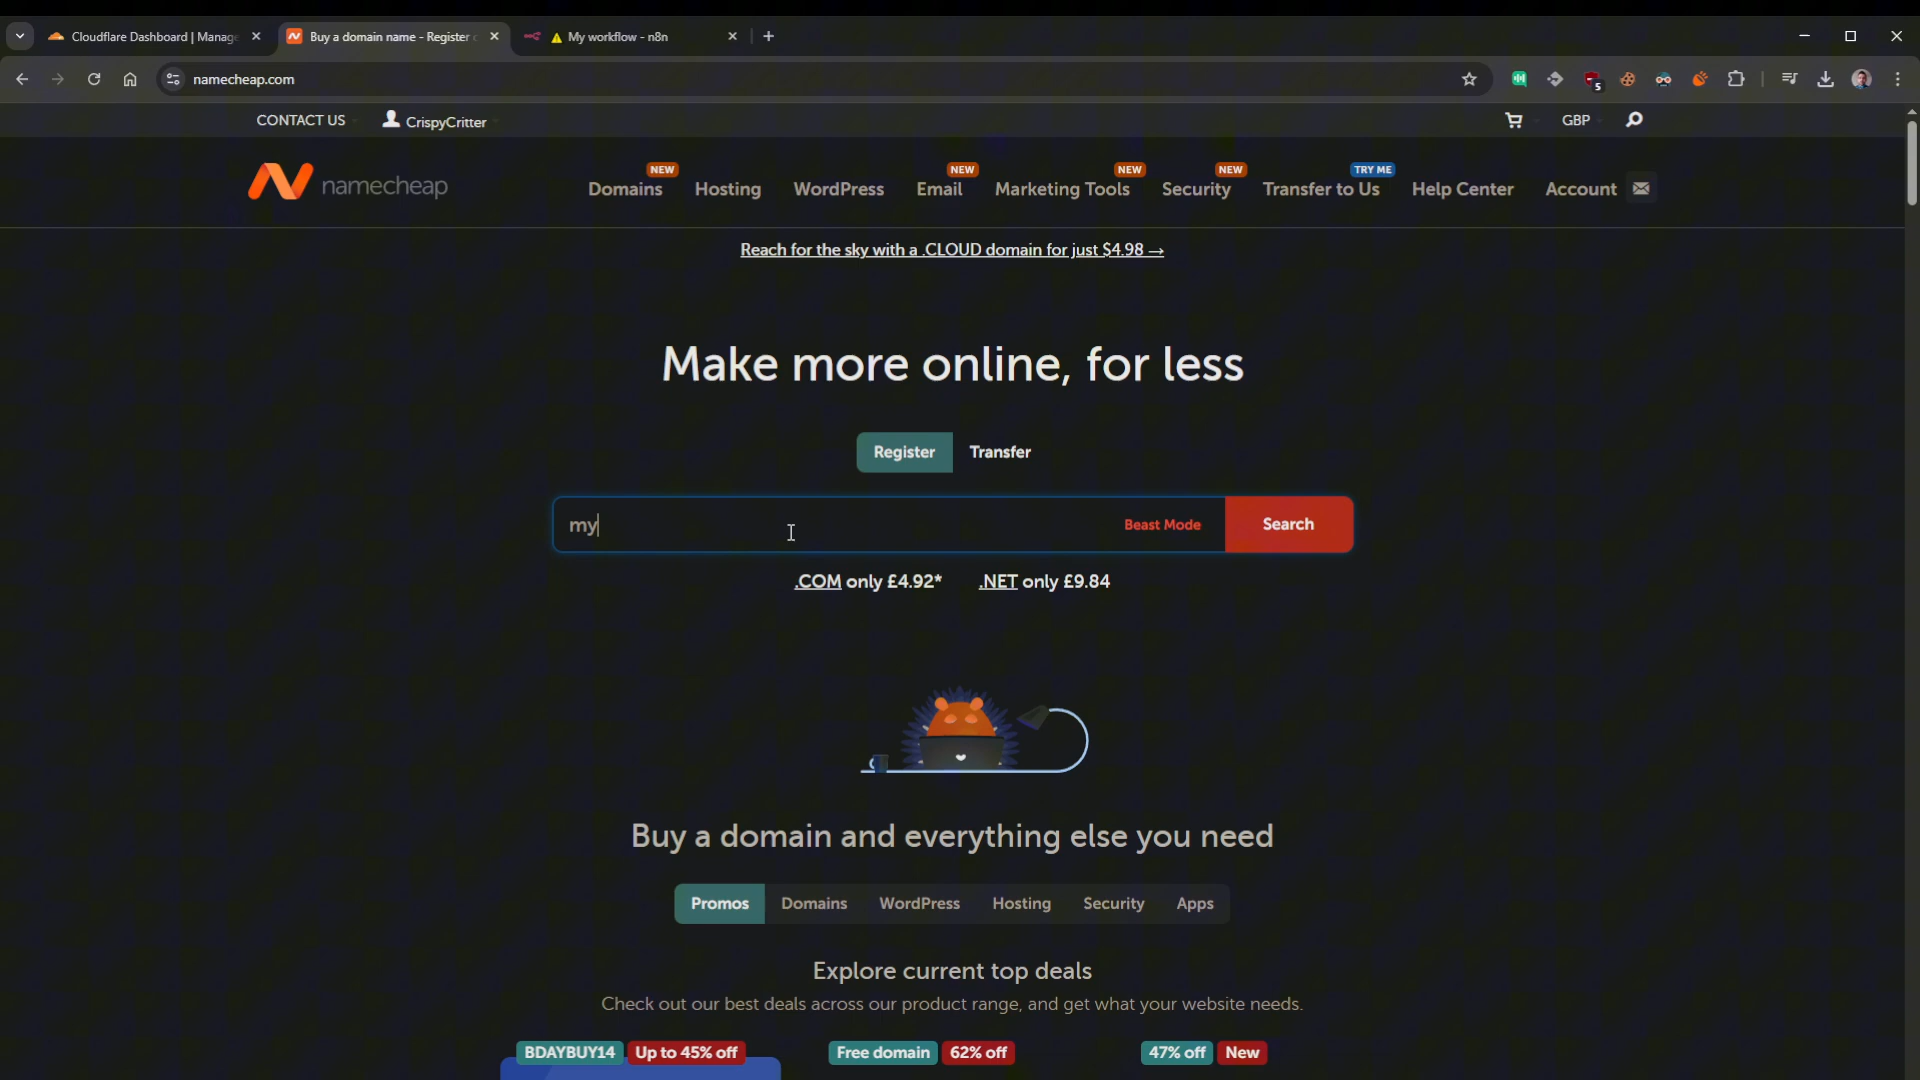 Cloudflare Dashboard | Manage
Buy a domain name - Register
My workflow - n8n
namecheap.com
5
CONTACT US
CrispyCritter
GBP
namecheap
NEW
NEW
NEW
NEW
TRY ME
Domains
Hosting
WordPress
Email
Marketing Tools
Security
Transfer to Us
Help Center
Account
Reach for the sky with a .CLOUD domain for just $4.98 →
Make more online, for less
Register
Transfer
my
Beast Mode
Search
.COM only £4.92*
.NET only £9.84
Buy a domain and everything else you need
Promos
Domains
WordPress
Hosting
Security
Apps
Explore current top deals
Check out our best deals across our product range, and get what your website needs.
BDAYBUY14
Up to 45% off
Free domain
62% off
47% off
New